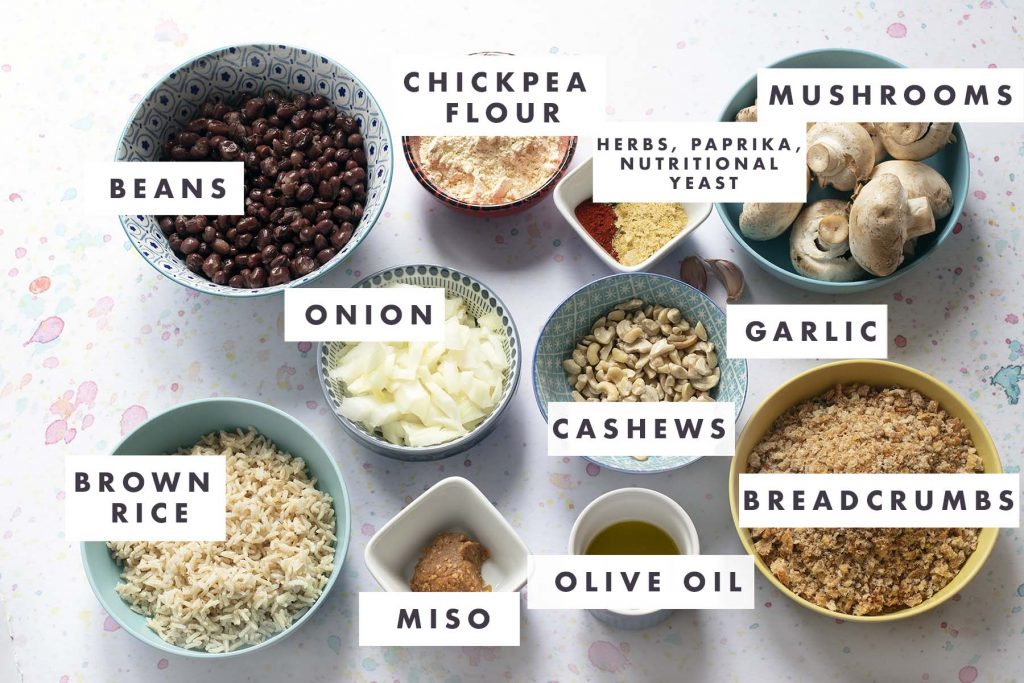 CHICKPEA
FLOUR
MUSHROOMS
HERBS, PAPRIKA,
NUTRITIONAL
YEAST
BEANS
ONION
GARLIC
CASHEWS
BROWN
RICE
BREADCRUMBS
OLIVE OIL
MISO